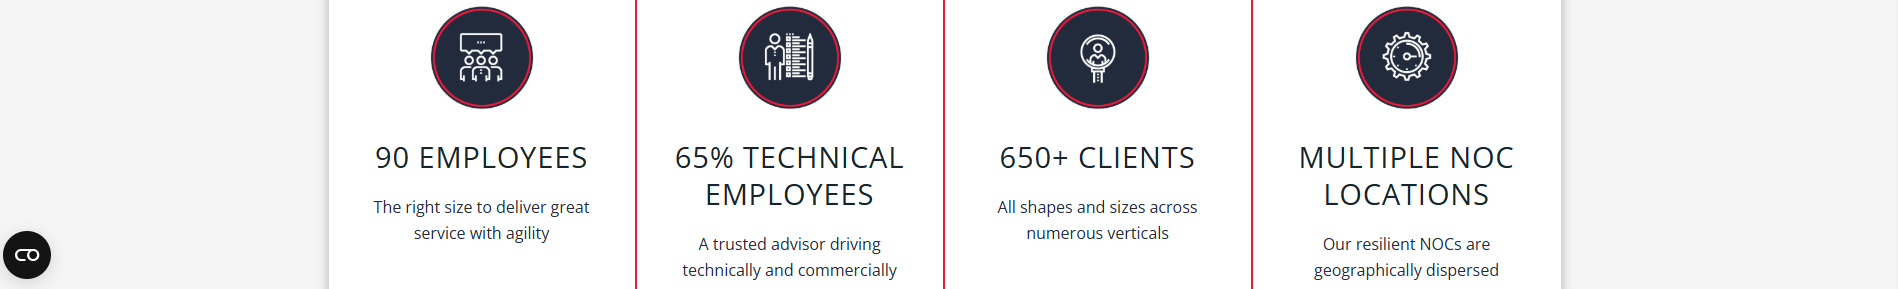 90 EMPLOYEES
The right size to deliver great
service with agility
65% TECHNICAL
EMPLOYEES
A trusted advisor driving
technically and commercially
650+ CLIENTS
All shapes and sizes across
numerous verticals
MULTIPLE NOC
LOCATIONS
Our resilient NOCs are
geographically dispersed